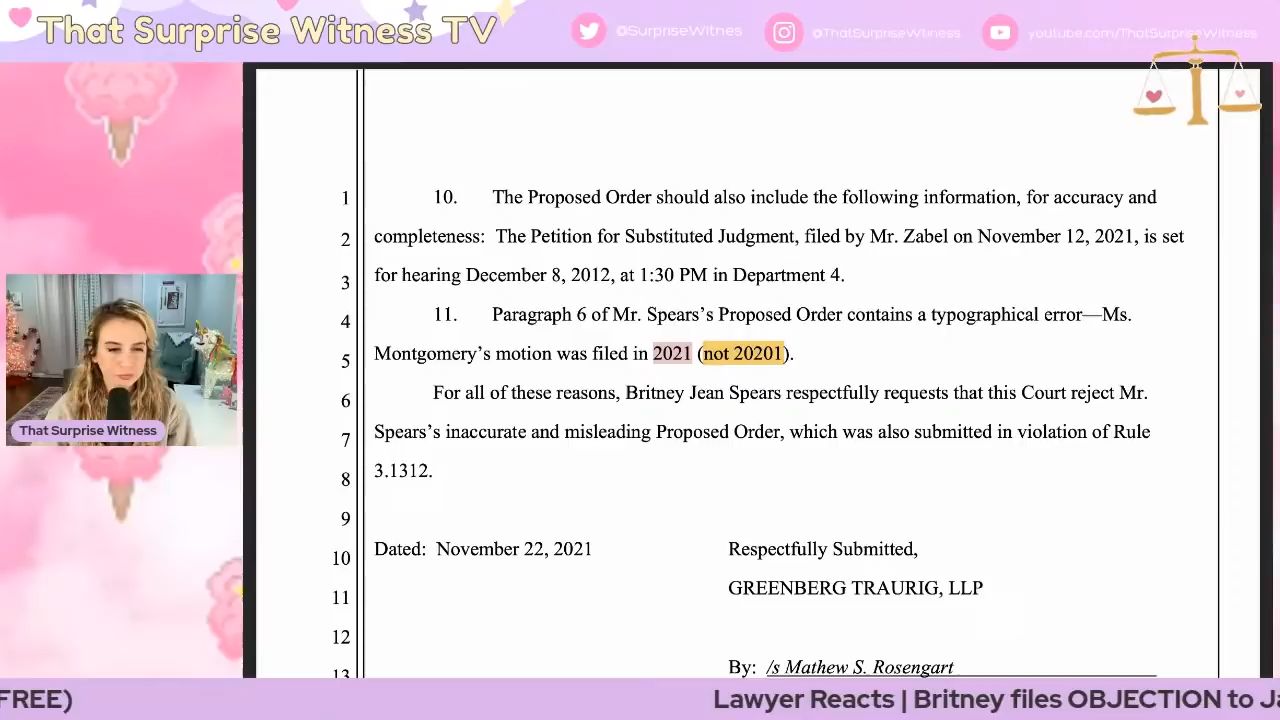 That Surprise Witness TV
@SurpriseWitnes
@ThatSurpriseWtiness
youtube.com/ThatSurpriseWitness
1 10. The Proposed Order should also include the following information, for accuracy and
2 completeness: The Petition for Substituted Judgment, filed by Mr. Zabel on November 12, 2021, is set
3 for hearing December 8, 2012, at 1:30 PM in Department 4.
4 11. Paragraph 6 of Mr. Spears’s Proposed Order contains a typographical error—Ms.
5 Montgomery’s motion was filed in 2021 (not 20201).
6 For all of these reasons, Britney Jean Spears respectfully requests that this Court reject Mr.
7 Spears’s inaccurate and misleading Proposed Order, which was also submitted in violation of Rule
8 3.1312.
9
10 Dated: November 22, 2021 Respectfully Submitted,
11 GREENBERG TRAURIG, LLP
12
13 By: /s Mathew S. Rosengart
That Surprise Witness
FREE) Lawyer Reacts | Britney files OBJECTION to Ja